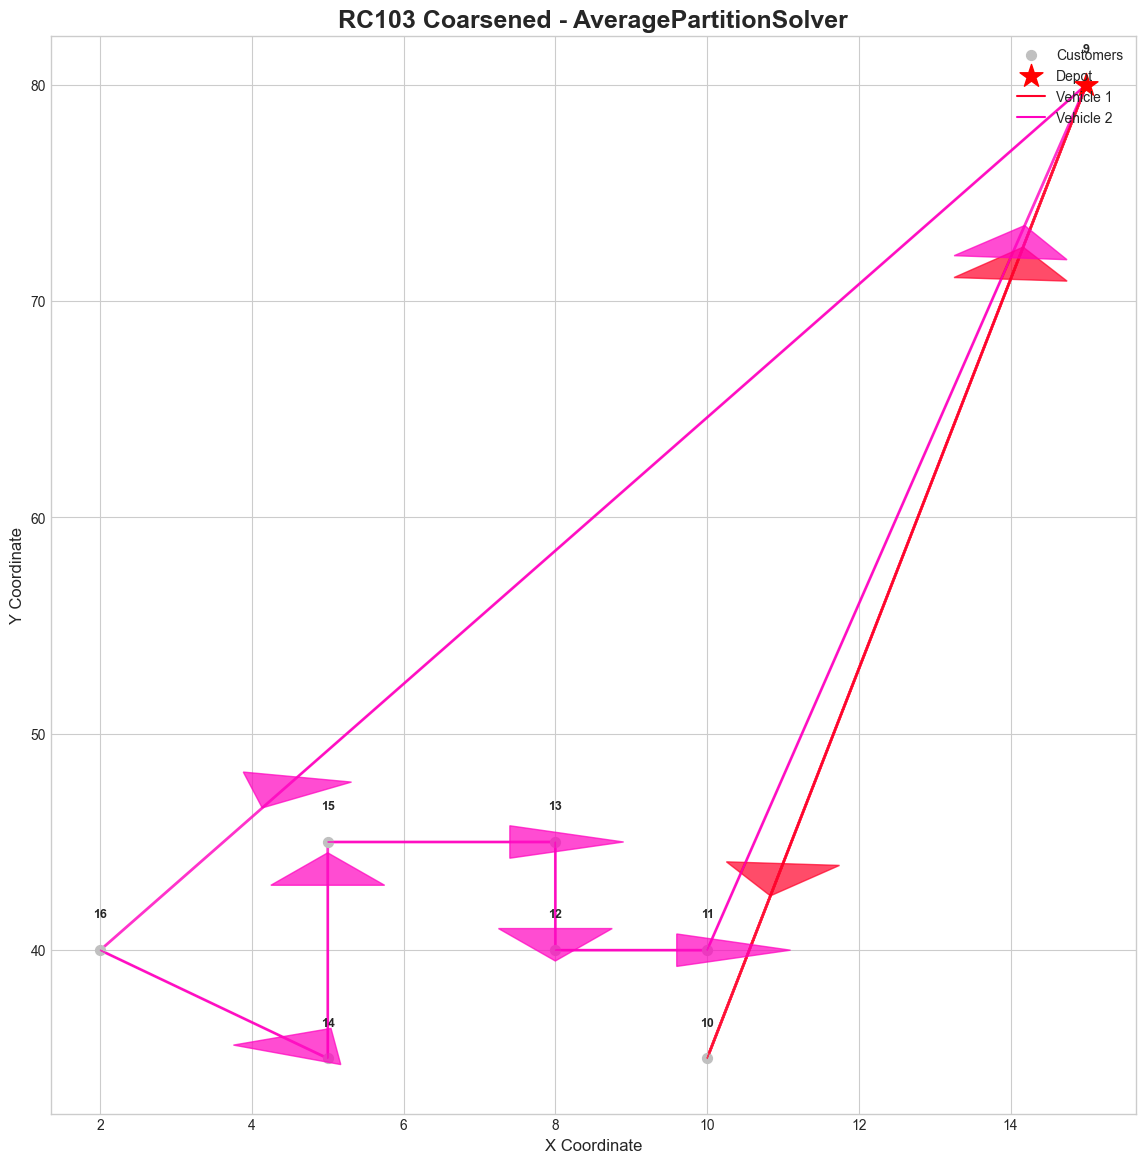 RC103 Coarsened - AveragePartitionSolver
9
Customers
Depot
Vehicle 1
Vehicle 2
80
70
60
50
40
Y Coordinate
15
13
16
12
11
14
10
2
4
6
8
10
12
14
X Coordinate